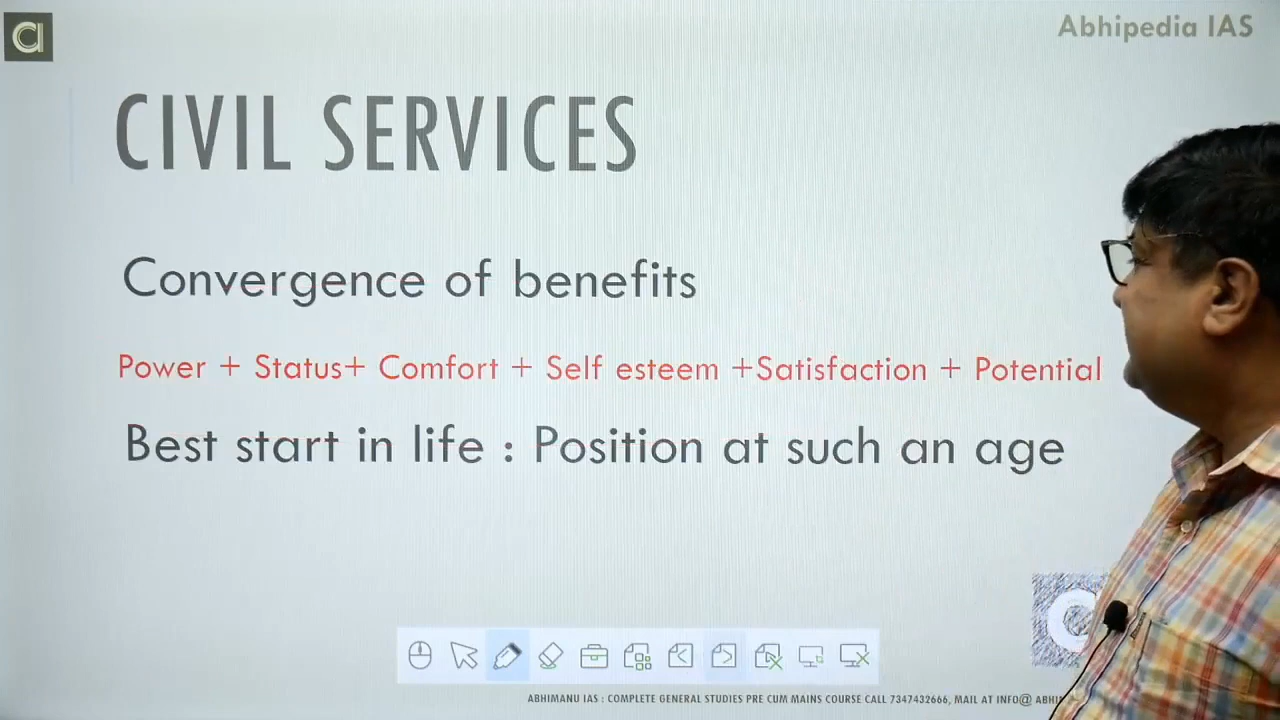 Abhipedia IAS
CIVIL SERVICES
Convergence of benefits
Power + Status+ Comfort + Self esteem +Satisfaction + Potential
Best start in life : Position at such an age
ABHIMANU IAS : COMPLETE GENERAL STUDIES PRE CUM MAINS COURSE CALL 7347432666, MAIL AT INFO@